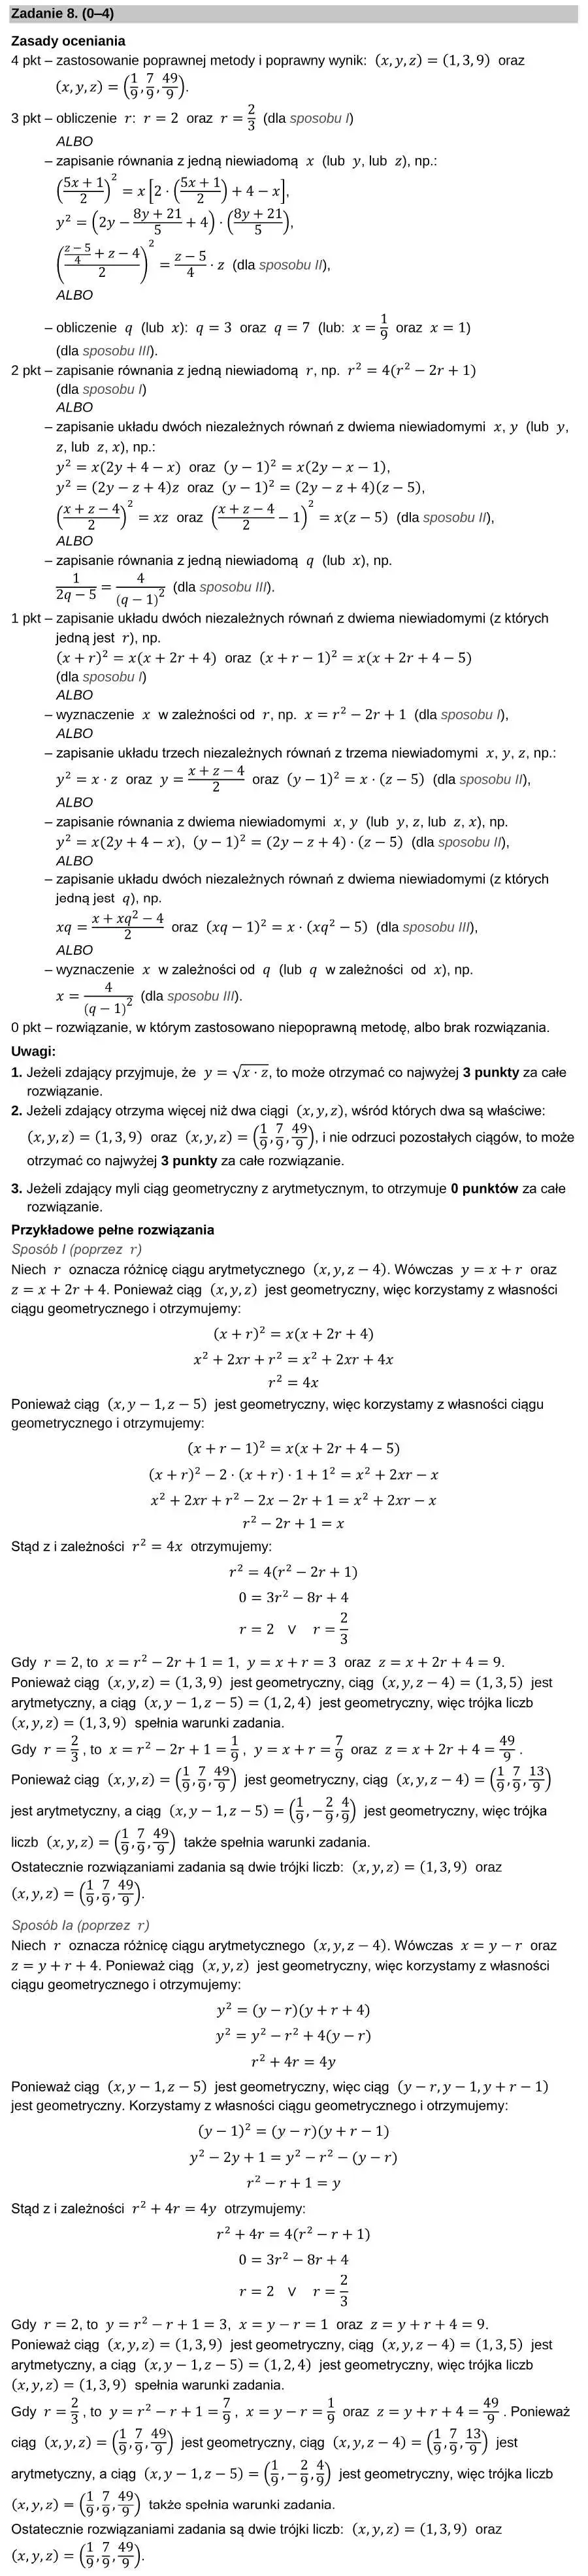 Zadanie 8. (0–4)
Zasady oceniania
4 pkt – zastosowanie poprawnej metody i poprawny wynik: (x, y, z) = (1, 3, 9) oraz
(x, y, z) = (1/9, 7/9, 49/9).
3 pkt – obliczenie r: r = 2 oraz r = 2/3 (dla sposobu I)
ALBO
– zapisanie równania z jedną niewiadomą x (lub y, lub z), np.:
((5x + 1)/2)² = x [2 · ((5x + 1)/2) + 4 − x],
y² = (2y − (8y + 21)/5 + 4) · ((8y + 21)/5),
(((z − 5)/4 + z − 4)/2)² = (z − 5)/4 · z (dla sposobu II),
ALBO
– obliczenie q (lub x): q = 3 oraz q = 7 (lub: x = 1/9 oraz x = 1)
(dla sposobu III).
2 pkt – zapisanie równania z jedną niewiadomą r, np. r² = 4(r² − 2r + 1)
(dla sposobu I)
ALBO
– zapisanie układu dwóch niezależnych równań z dwiema niewiadomymi x, y (lub y,
z, lub z, x), np.:
y² = x(2y + 4 − x) oraz (y − 1)² = x(2y − x − 1),
y² = (2y − z + 4)z oraz (y − 1)² = (2y − z + 4)(z − 5),
((x + z − 4)/2)² = xz oraz ((x + z − 4)/2 − 1)² = x(z − 5) (dla sposobu II),
ALBO
– zapisanie równania z jedną niewiadomą q (lub x), np.
1/(2q − 5) = 4/(q − 1)² (dla sposobu III).
1 pkt – zapisanie układu dwóch niezależnych równań z dwiema niewiadomymi (z których
jedną jest r), np.
(x + r)² = x(x + 2r + 4) oraz (x + r − 1)² = x(x + 2r + 4 − 5)
(dla sposobu I)
ALBO
– wyznaczenie x w zależności od r, np. x = r² − 2r + 1 (dla sposobu I),
ALBO
– zapisanie układu trzech niezależnych równań z trzema niewiadomymi x, y, z, np.:
y² = x · z oraz y = (x + z − 4)/2 oraz (y − 1)² = x · (z − 5) (dla sposobu II),
ALBO
– zapisanie równania z dwiema niewiadomymi x, y (lub y, z, lub z, x), np.
y² = x(2y + 4 − x), (y − 1)² = (2y − z + 4) · (z − 5) (dla sposobu II),
ALBO
– zapisanie układu dwóch niezależnych równań z dwiema niewiadomymi (z których
jedną jest q), np.
xq = (x + xq² − 4)/2 oraz (xq − 1)² = x · (xq² − 5) (dla sposobu III),
ALBO
– wyznaczenie x w zależności od q (lub q w zależności od x), np.
x = 4/(q − 1)² (dla sposobu III).
0 pkt – rozwiązanie, w którym zastosowano niepoprawną metodę, albo brak rozwiązania.
Uwagi:
1. Jeżeli zdający przyjmuje, że y = √(x · z), to może otrzymać co najwyżej 3 punkty za całe
rozwiązanie.
2. Jeżeli zdający otrzyma więcej niż dwa ciągi (x, y, z), wśród których dwa są właściwe:
(x, y, z) = (1, 3, 9) oraz (x, y, z) = (1/9, 7/9, 49/9), i nie odrzuci pozostałych ciągów, to może
otrzymać co najwyżej 3 punkty za całe rozwiązanie.
3. Jeżeli zdający myli ciąg geometryczny z arytmetycznym, to otrzymuje 0 punktów za całe
rozwiązanie.
Przykładowe pełne rozwiązania
Sposób I (poprzez r)
Niech r oznacza różnicę ciągu arytmetycznego (x, y, z − 4). Wówczas y = x + r oraz
z = x + 2r + 4. Ponieważ ciąg (x, y, z) jest geometryczny, więc korzystamy z własności
ciągu geometrycznego i otrzymujemy:
(x + r)² = x(x + 2r + 4)
x² + 2xr + r² = x² + 2xr + 4x
r² = 4x
Ponieważ ciąg (x, y − 1, z − 5) jest geometryczny, więc korzystamy z własności ciągu
geometrycznego i otrzymujemy:
(x + r − 1)² = x(x + 2r + 4 − 5)
(x + r)² − 2 · (x + r) · 1 + 1² = x² + 2xr − x
x² + 2xr + r² − 2x − 2r + 1 = x² + 2xr − x
r² − 2r + 1 = x
Stąd z i zależności r² = 4x otrzymujemy:
r² = 4(r² − 2r + 1)
0 = 3r² − 8r + 4
r = 2 ∨ r = 2/3
Gdy r = 2, to x = r² − 2r + 1 = 1, y = x + r = 3 oraz z = x + 2r + 4 = 9.
Ponieważ ciąg (x, y, z) = (1, 3, 9) jest geometryczny, ciąg (x, y, z − 4) = (1, 3, 5) jest
arytmetyczny, a ciąg (x, y − 1, z − 5) = (1, 2, 4) jest geometryczny, więc trójka liczb
(x, y, z) = (1, 3, 9) spełnia warunki zadania.
Gdy r = 2/3, to x = r² − 2r + 1 = 1/9, y = x + r = 7/9 oraz z = x + 2r + 4 = 49/9.
Ponieważ ciąg (x, y, z) = (1/9, 7/9, 49/9) jest geometryczny, ciąg (x, y, z − 4) = (1/9, 7/9, 13/9)
jest arytmetyczny, a ciąg (x, y − 1, z − 5) = (1/9, −2/9, 4/9) jest geometryczny, więc trójka
liczb (x, y, z) = (1/9, 7/9, 49/9) także spełnia warunki zadania.
Ostatecznie rozwiązaniami zadania są dwie trójki liczb: (x, y, z) = (1, 3, 9) oraz
(x, y, z) = (1/9, 7/9, 49/9).
Sposób Ia (poprzez r)
Niech r oznacza różnicę ciągu arytmetycznego (x, y, z − 4). Wówczas x = y − r oraz
z = y + r + 4. Ponieważ ciąg (x, y, z) jest geometryczny, więc korzystamy z własności
ciągu geometrycznego i otrzymujemy:
y² = (y − r)(y + r + 4)
y² = y² − r² + 4(y − r)
r² + 4r = 4y
Ponieważ ciąg (x, y − 1, z − 5) jest geometryczny, więc ciąg (y − r, y − 1, y + r − 1)
jest geometryczny. Korzystamy z własności ciągu geometrycznego i otrzymujemy:
(y − 1)² = (y − r)(y + r − 1)
y² − 2y + 1 = y² − r² − (y − r)
r² − r + 1 = y
Stąd z i zależności r² + 4r = 4y otrzymujemy:
r² + 4r = 4(r² − r + 1)
0 = 3r² − 8r + 4
r = 2 ∨ r = 2/3
Gdy r = 2, to y = r² − r + 1 = 3, x = y − r = 1 oraz z = y + r + 4 = 9.
Ponieważ ciąg (x, y, z) = (1, 3, 9) jest geometryczny, ciąg (x, y, z − 4) = (1, 3, 5) jest
arytmetyczny, a ciąg (x, y − 1, z − 5) = (1, 2, 4) jest geometryczny, więc trójka liczb
(x, y, z) = (1, 3, 9) spełnia warunki zadania.
Gdy r = 2/3, to y = r² − r + 1 = 7/9, x = y − r = 1/9 oraz z = y + r + 4 = 49/9. Ponieważ
ciąg (x, y, z) = (1/9, 7/9, 49/9) jest geometryczny, ciąg (x, y, z − 4) = (1/9, 7/9, 13/9) jest
arytmetyczny, a ciąg (x, y − 1, z − 5) = (1/9, −2/9, 4/9) jest geometryczny, więc trójka liczb
(x, y, z) = (1/9, 7/9, 49/9) także spełnia warunki zadania.
Ostatecznie rozwiązaniami zadania są dwie trójki liczb: (x, y, z) = (1, 3, 9) oraz
(x, y, z) = (1/9, 7/9, 49/9).